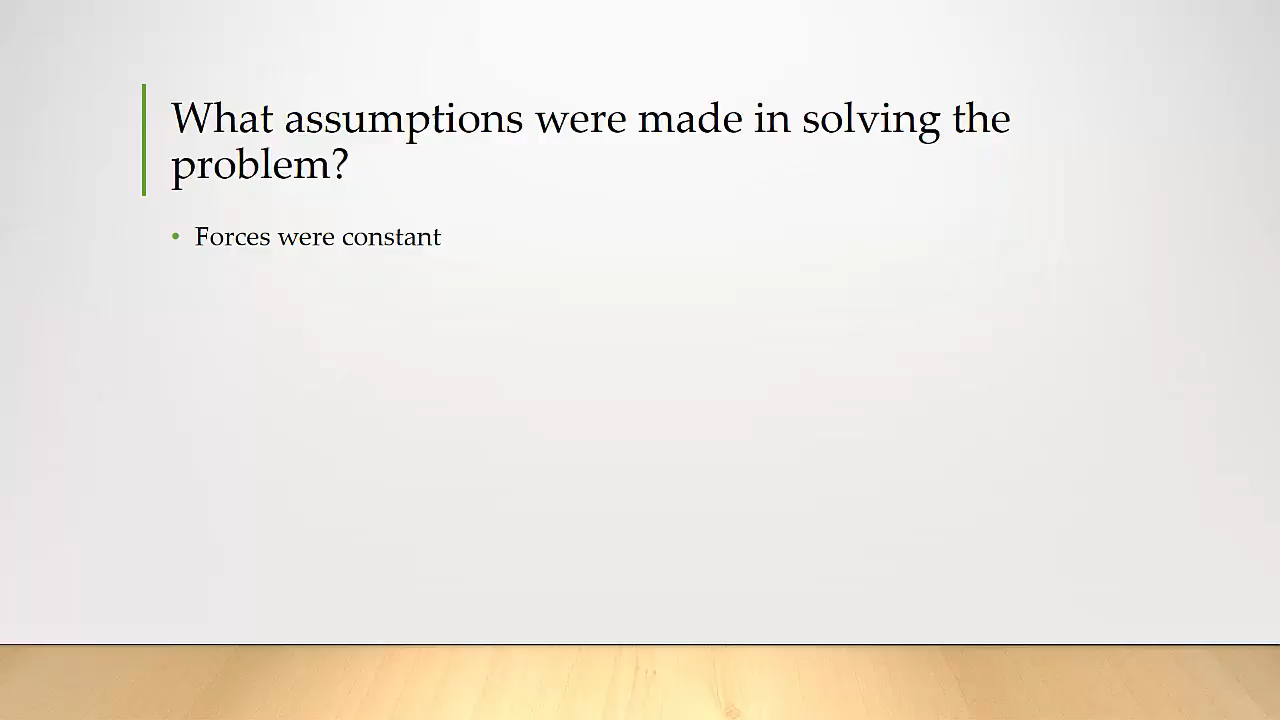 What assumptions were made in solving the
problem?
• Forces were constant